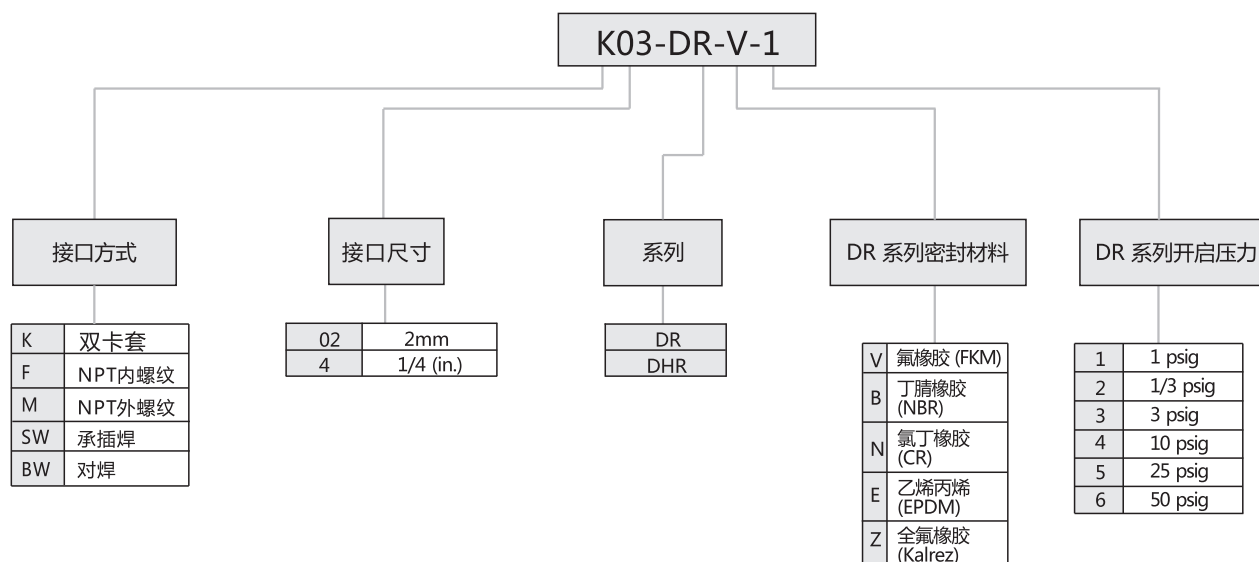 K03-DR-V-1
接口方式
K 双卡套
F NPT内螺纹
M NPT外螺纹
SW 承插焊
BW 对焊
接口尺寸
02 2mm
4 1/4 (in.)
系列
DR
DHR
DR 系列密封材料
V 氟橡胶 (FKM)
B 丁腈橡胶
(NBR)
N 氯丁橡胶
(CR)
E 乙烯丙烯
(EPDM)
Z 全氟橡胶
(Kalrez)
DR 系列开启压力
1 1 psig
2 1/3 psig
3 3 psig
4 10 psig
5 25 psig
6 50 psig